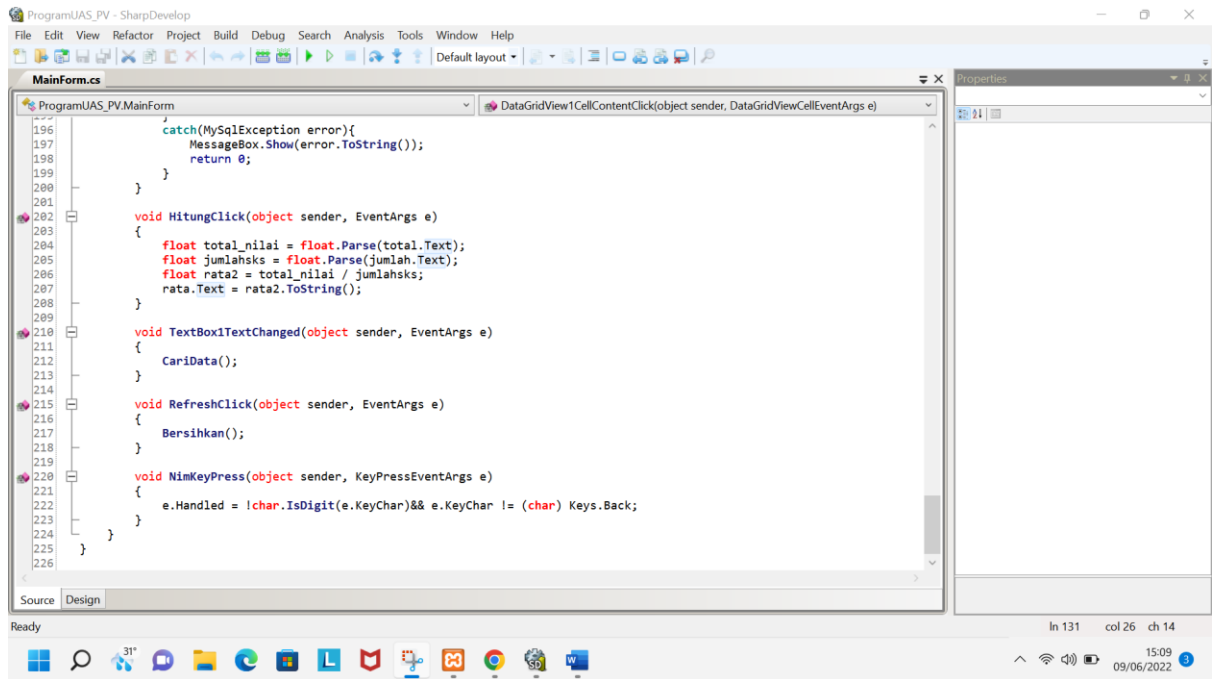 ProgramUAS_PV - SharpDevelop
File Edit View Refactor Project Build Debug Search Analysis Tools Window Help
Default layout
MainForm.cs
Properties
ProgramUAS_PV.MainForm
DataGridView1CellContentClick(object sender, DataGridViewCellEventArgs e)
195 }
196 catch(MySqlException error){
197 MessageBox.Show(error.ToString());
198 return 0;
199 }
200 }
201
202 void HitungClick(object sender, EventArgs e)
203 {
204 float total_nilai = float.Parse(total.Text);
205 float jumlahsks = float.Parse(jumlah.Text);
206 float rata2 = total_nilai / jumlahsks;
207 rata.Text = rata2.ToString();
208 }
209
210 void TextBox1TextChanged(object sender, EventArgs e)
211 {
212 CariData();
213 }
214
215 void RefreshClick(object sender, EventArgs e)
216 {
217 Bersihkan();
218 }
219
220 void NimKeyPress(object sender, KeyPressEventArgs e)
221 {
222 e.Handled = !char.IsDigit(e.KeyChar)&& e.KeyChar != (char) Keys.Back;
223 }
224 }
225 }
226
Source Design
Ready
ln 131 col 26 ch 14
31°
15:09
09/06/2022
3